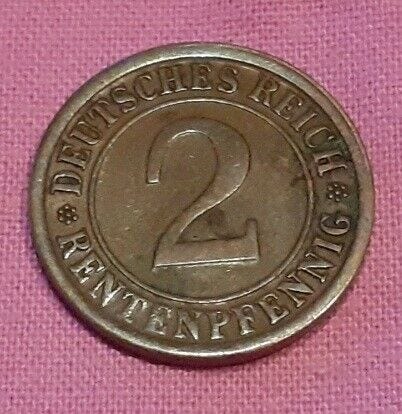 DEUTSCHES REICH
2
RENTENPFENNIG